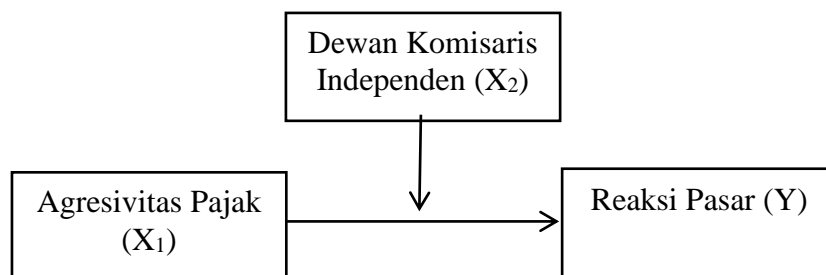 Dewan Komisaris
Independen (X₂)
Agresivitas Pajak
(X₁)
Reaksi Pasar (Y)